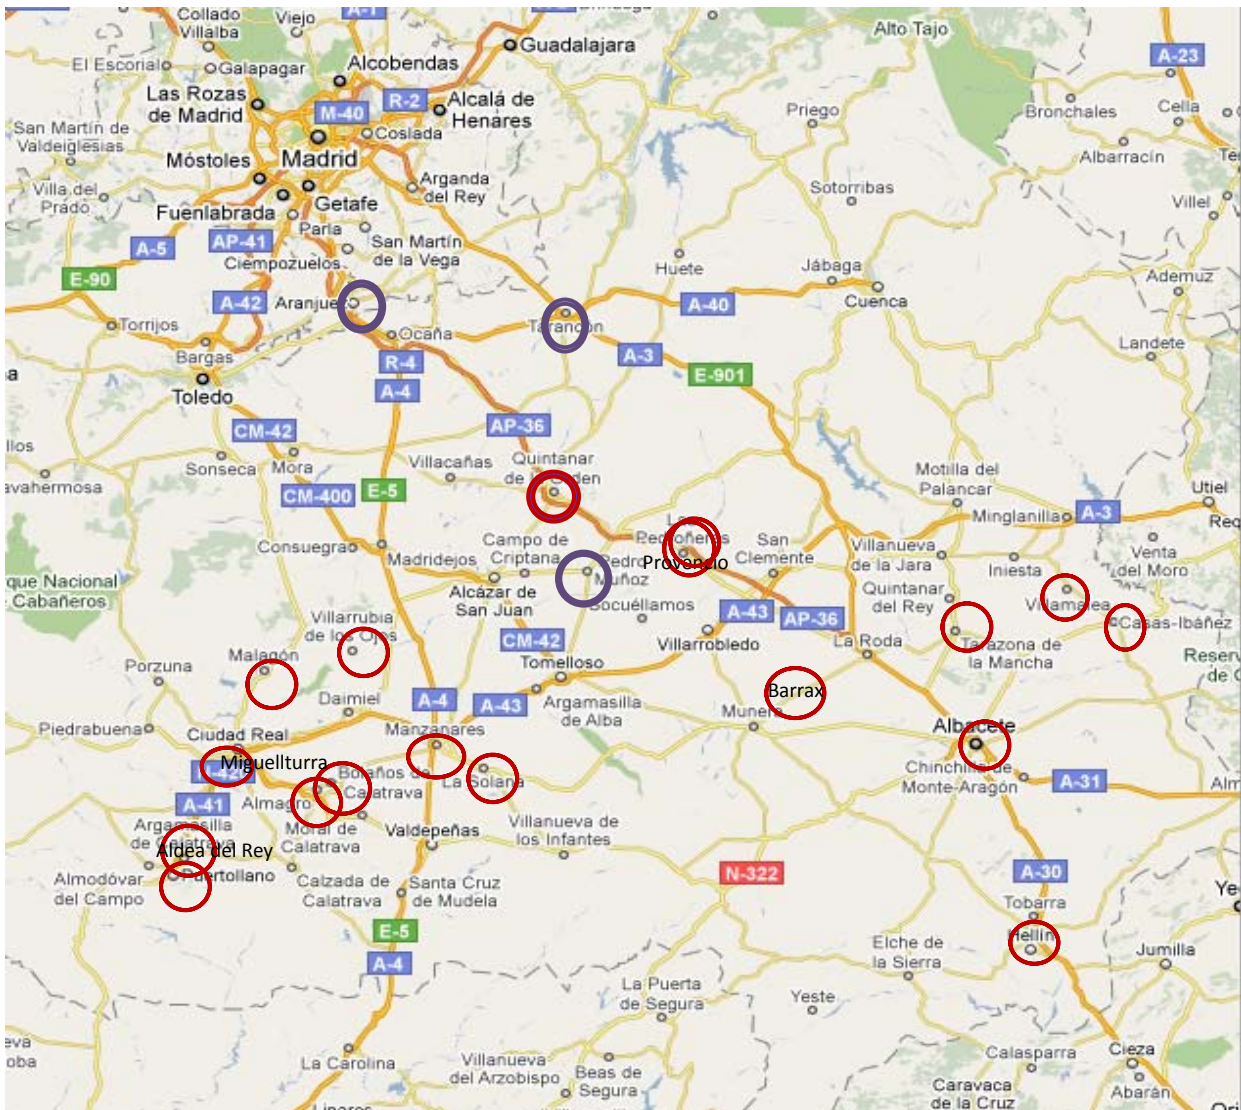 Collado
Villalba
Viejo
A-1
Guadalajara
Alto Tajo
A-23
El Escorial
Galapagar
Alcobendas
Las Rozas
de Madrid
M-40
R-2
Alcalá de
Henares
Priego
Bronchales
Cella
San Martín de
Valdeiglesias
Coslada
Móstoles
Madrid
Albarracín
Villa del
Prado
Arganda
del Rey
Sotorribas
Villel
Fuenlabrada
Getafe
Parla
A-5
AP-41
San Martín
de la Vega
Ciempozuelos
Huete
Jábaga
Ademuz
E-90
A-42
Aranjuez
A-40
Cuenca
Torrijos
Ocaña
Tarancón
Bargas
R-4
A-3
Landete
E-901
Toledo
A-4
CM-42
AP-36
Sonseca
Mora
Villacañas
Quintanar
de la Orden
Motilla del
Palancar
Utiel
CM-400
E-5
Minglanilla
A-3
Consuegra
Madridejos
Campo de
Criptana
Pedro
Muñoz
Las
Pedroñeras
Provencio
San
Clemente
Villanueva
de la Jara
Iniesta
Venta
del Moro
que Nacional
Cabañeros
Alcázar de
San Juan
Socuéllamos
A-43
AP-36
Quintanar
del Rey
Villamalea
Casas-Ibáñez
Villarrubia
de los Ojos
CM-42
Villarrobledo
La Roda
Tarazona de
la Mancha
Porzuna
Malagón
Tomelloso
Barrax
Daimiel
A-4
A-43
Argamasilla
de Alba
Munera
Piedrabuena
Ciudad Real
Manzanares
Albacete
Miguellturra
Bolaños de
Calatrava
La Solana
Chinchilla de
Monte-Aragón
A-31
A-41
Almagro
Argamasilla
de Calatrava
Moral de
Calatrava
Valdepeñas
Villanueva de
los Infantes
Aldea del Rey
Puertollano
N-322
A-30
Almodóvar
del Campo
Calzada de
Calatrava
Santa Cruz
de Mudela
Tobarra
E-5
Hellín
A-4
Elche de
la Sierra
Jumilla
La Puerta
de Segura
Yeste
La Carolina
Villanueva
del Arzobispo
Beas de
Segura
Calasparra
Cieza
Caravaca
de la Cruz
Abarán